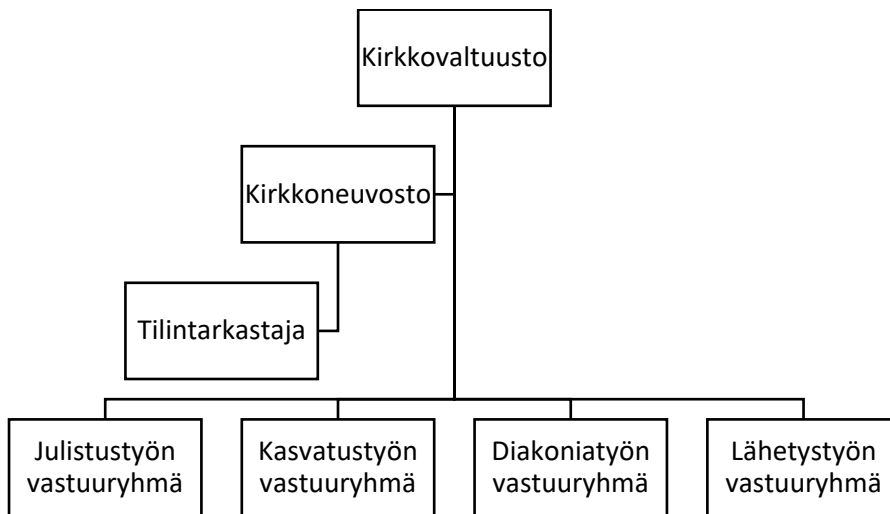 Kirkkovaltuusto
Kirkkoneuvosto
Tilintarkastaja
Julistustyön
vastuuryhmä
Kasvatustyön
vastuuryhmä
Diakoniatyön
vastuuryhmä
Lähetystyön
vastuuryhmä